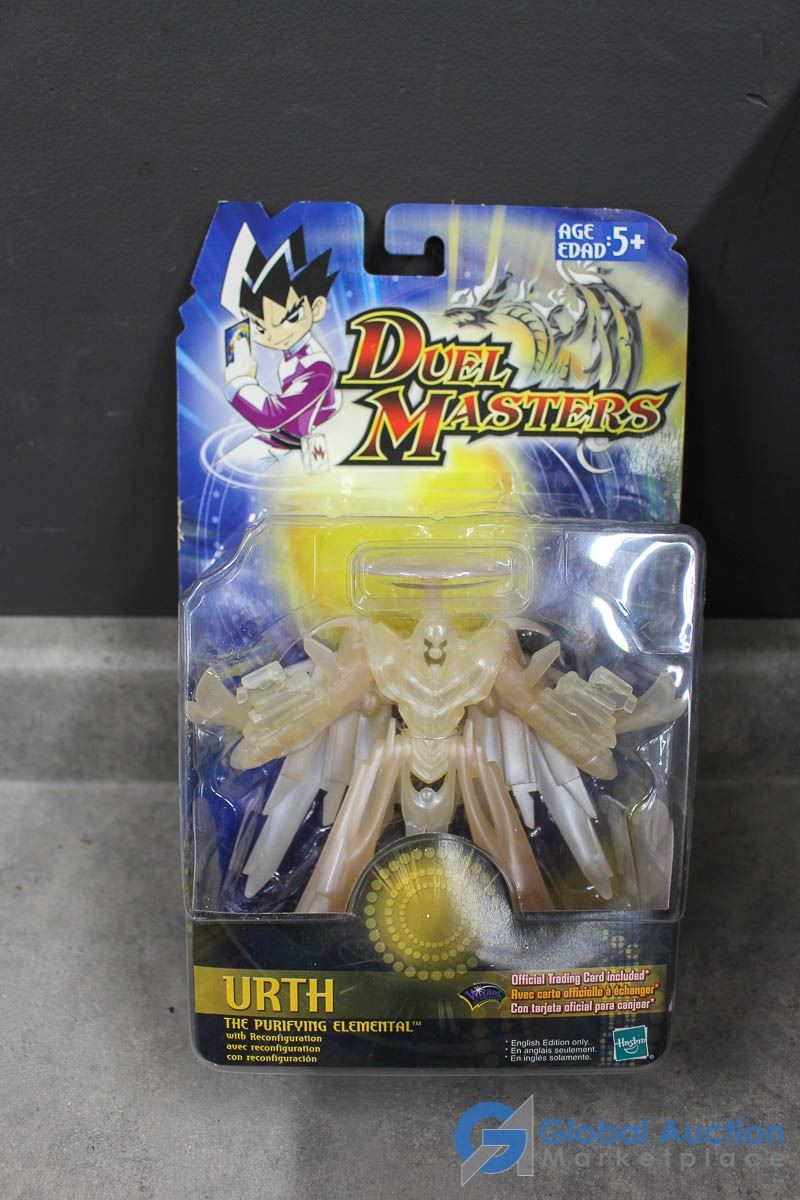 AGE
EDAD:5+
DUEL
MASTERS
URTH
THE PURIFYING ELEMENTAL™
with Reconfiguration
avec reconfiguration
con reconfiguración
Wizards
Official Trading Card included*
Avec carte officielle à échanger*
Con tarjeta oficial para canjear*
* English Edition only.
* En anglais seulement.
* En inglés solamente.
Hasbro
®
Global Auction
Marketplace